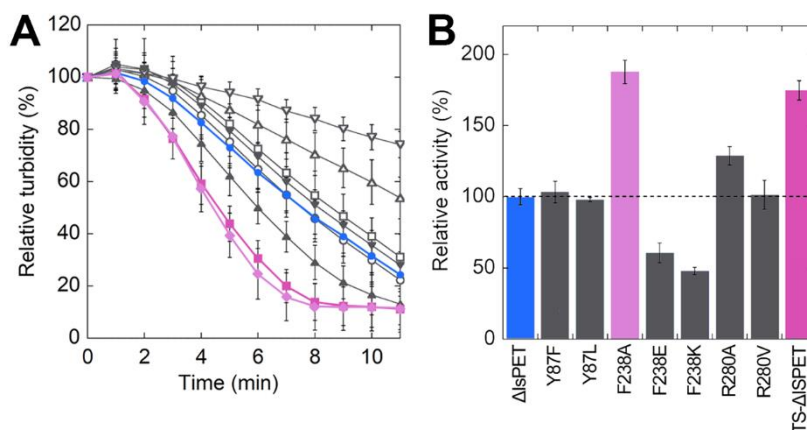 A
Relative turbidity (%)
120
100
80
60
40
20
0
0 2 4 6 8 10
Time (min)
B
Relative activity (%)
200
150
100
50
0
ΔIsPET
Y87F
Y87L
F238A
F238E
F238K
R280A
R280V
TS-ΔISPET